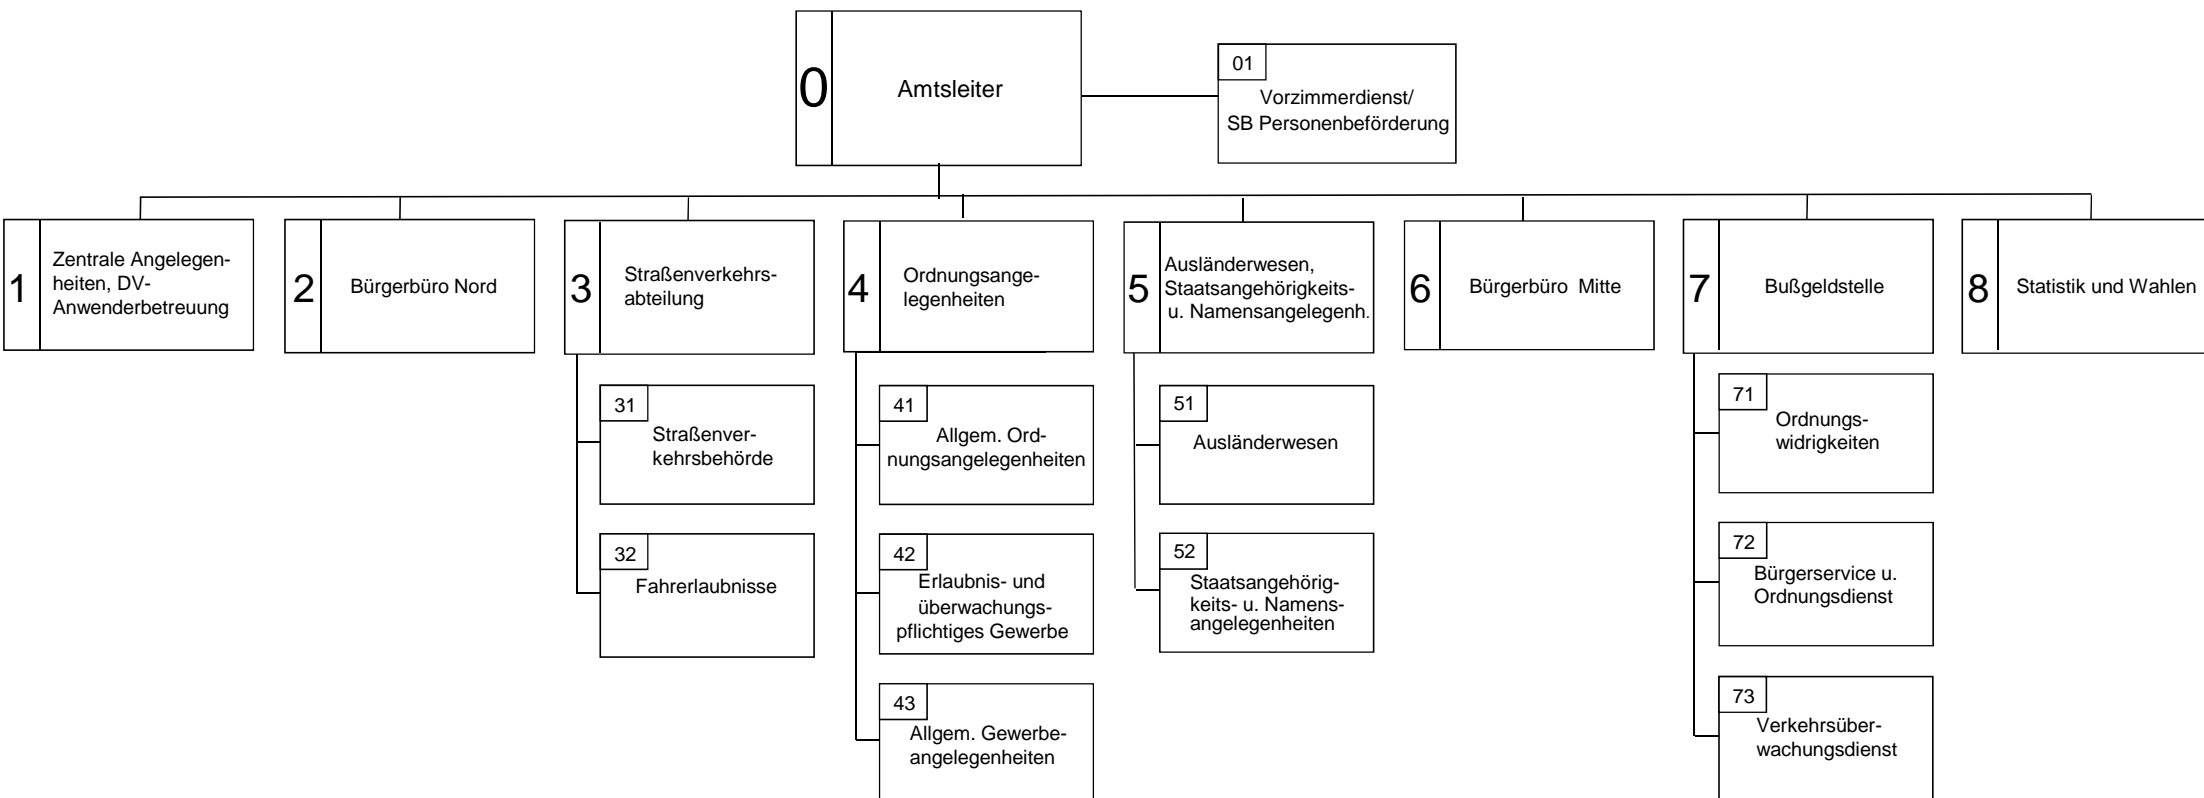 0
Amtsleiter
01
Vorzimmerdienst/
SB Personenbeförderung
1
Zentrale Angelegen-
heiten, DV-
Anwenderbetreuung
2
Bürgerbüro Nord
3
Straßenverkehrs-
abteilung
4
Ordnungsange-
legenheiten
5
Ausländerwesen,
Staatsangehörigkeits-
u. Namensangelegenh.
6
Bürgerbüro Mitte
7
Bußgeldstelle
8
Statistik und Wahlen
31
Straßenver-
kehrsbehörde
32
Fahrerlaubnisse
41
Allgem. Ord-
nungsangelegenheiten
42
Erlaubnis- und
überwachungs-
pflichtiges Gewerbe
43
Allgem. Gewerbe-
angelegenheiten
51
Ausländerwesen
52
Staatsangehörig-
keits- u. Namens-
angelegenheiten
71
Ordnungs-
widrigkeiten
72
Bürgerservice u.
Ordnungsdienst
73
Verkehrsüber-
wachungsdienst